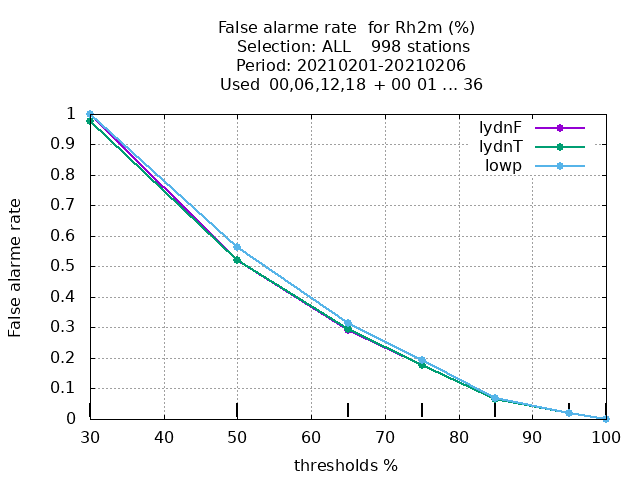 False alarme rate  for Rh2m (%)
Selection: ALL    998 stations
Period: 20210201-20210206
Used 00,06,12,18 + 00 01 ... 36
1
0.9
0.8
0.7
0.6
0.5
0.4
0.3
0.2
0.1
0
False alarme rate
lydnF
lydnT
lowp
30 40 50 60 70 80 90 100
thresholds %